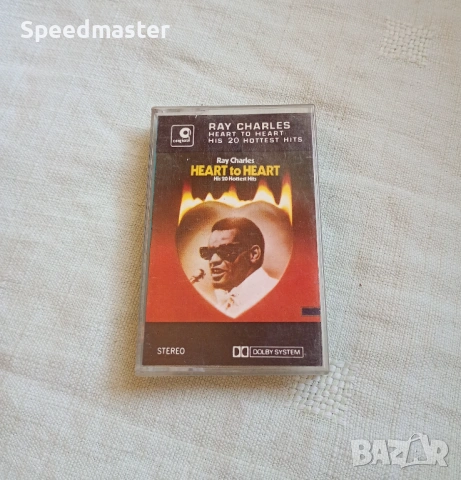 Speedmaster
RAY CHARLES
HEART TO HEART
HIS 20 HOTTEST HITS
Ray Charles
HEART to HEART
His 20 Hottest Hits
STEREO
DOLBY SYSTEM
BAZAR